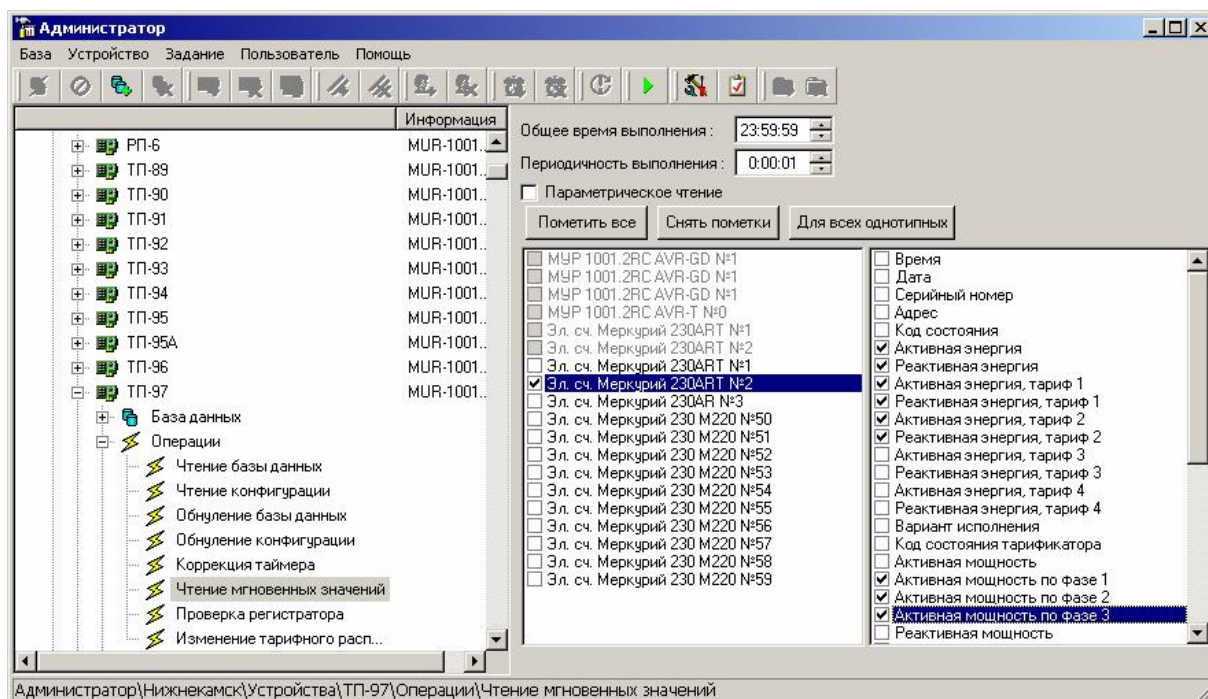 Администратор
База Устройство Задание Пользователь Помощь
Информация
РП-6 MUR-1001..
ТП-89 MUR-1001..
ТП-90 MUR-1001..
ТП-91 MUR-1001..
ТП-92 MUR-1001..
ТП-93 MUR-1001..
ТП-94 MUR-1001..
ТП-95 MUR-1001..
ТП-95А MUR-1001..
ТП-96 MUR-1001..
ТП-97 MUR-1001..
База данных
Операции
Чтение базы данных
Чтение конфигурации
Обнуление базы данных
Обнуление конфигурации
Коррекция таймера
Чтение мгновенных значений
Проверка регистратора
Изменение тарифного расп...
Общее время выполнения : 23:59:59
Периодичность выполнения : 0:00:01
Параметрическое чтение
Пометить все Снять пометки Для всех однотипных
МУР 1001.2RC AVR-GD №1
МУР 1001.2RC AVR-GD №1
МУР 1001.2RC AVR-GD №1
МУР 1001.2RC AVR-T №0
Эл. сч. Меркурий 230ART №1
Эл. сч. Меркурий 230ART №2
Эл. сч. Меркурий 230ART №1
Эл. сч. Меркурий 230ART №2
Эл. сч. Меркурий 230AR №3
Эл. сч. Меркурий 230 M220 №50
Эл. сч. Меркурий 230 M220 №51
Эл. сч. Меркурий 230 M220 №52
Эл. сч. Меркурий 230 M220 №53
Эл. сч. Меркурий 230 M220 №54
Эл. сч. Меркурий 230 M220 №55
Эл. сч. Меркурий 230 M220 №56
Эл. сч. Меркурий 230 M220 №57
Эл. сч. Меркурий 230 M220 №58
Эл. сч. Меркурий 230 M220 №59
Время
Дата
Серийный номер
Адрес
Код состояния
Активная энергия
Реактивная энергия
Активная энергия, тариф 1
Реактивная энергия, тариф 1
Активная энергия, тариф 2
Реактивная энергия, тариф 2
Активная энергия, тариф 3
Реактивная энергия, тариф 3
Активная энергия, тариф 4
Реактивная энергия, тариф 4
Вариант исполнения
Код состояния тарификатора
Активная мощность
Активная мощность по фазе 1
Активная мощность по фазе 2
Активная мощность по фазе 3
Реактивная мощность
Администратор\Нижнекамск\Устройства\ТП-97\Операции\Чтение мгновенных значений